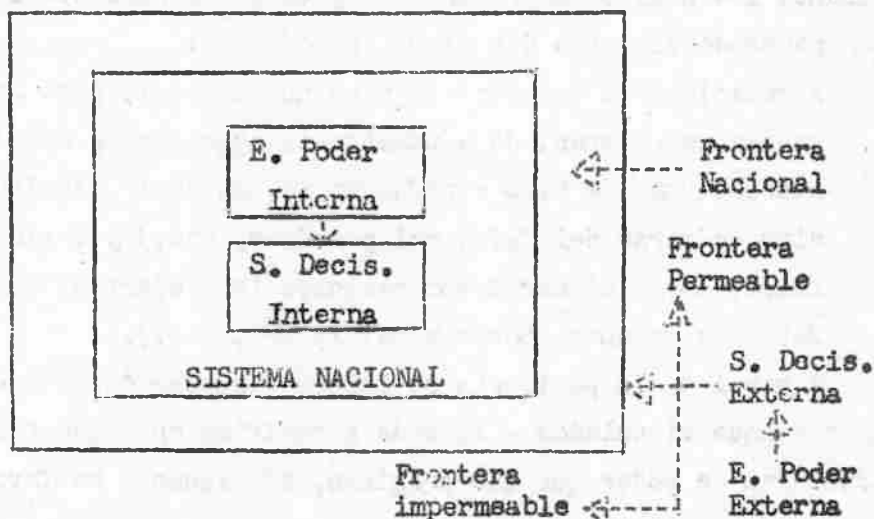 E. Poder
Interna
S. Decis.
Interna
SISTEMA NACIONAL
Frontera
Nacional
Frontera
Permeable
S. Decis.
Externa
E. Poder
Externa
Frontera
impermeable